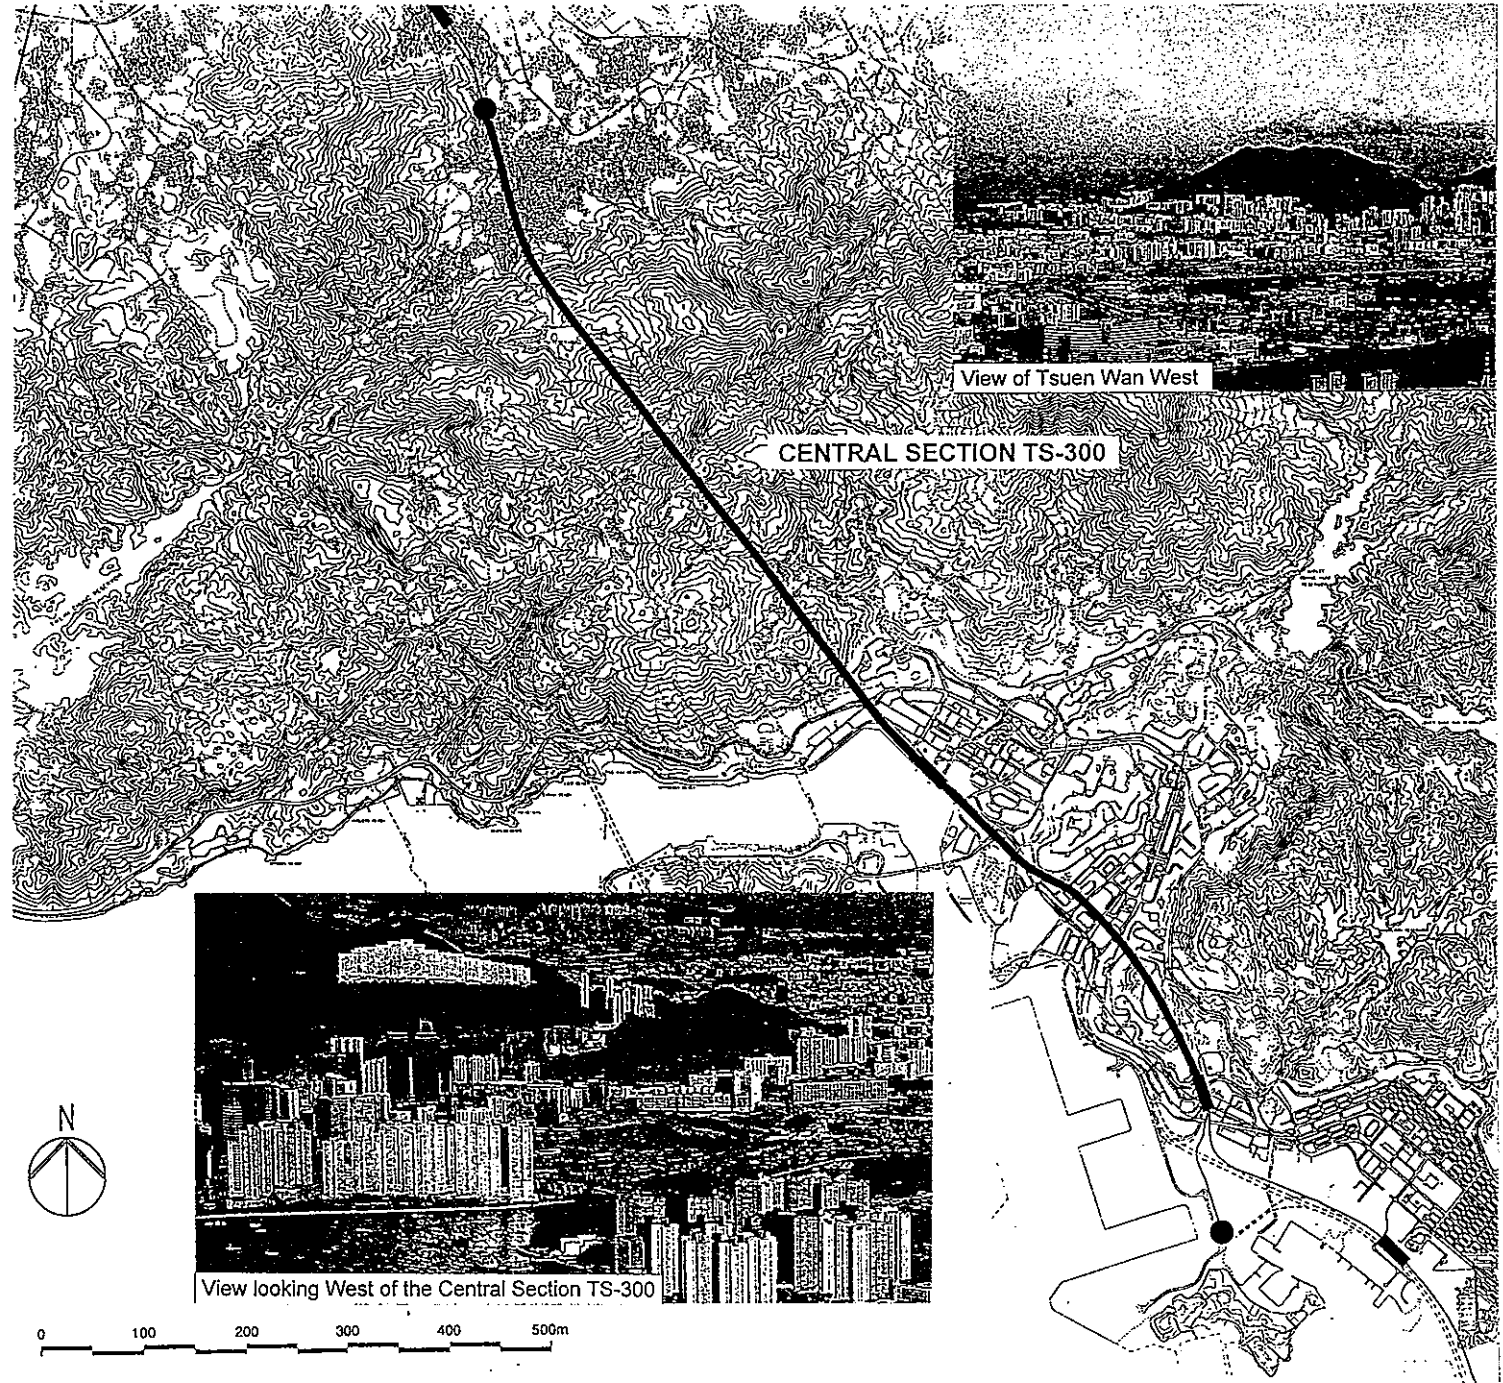 View of Tsuen Wan West
CENTRAL SECTION TS-300
N
View looking West of the Central Section TS-300
0 100 200 300 400 500m